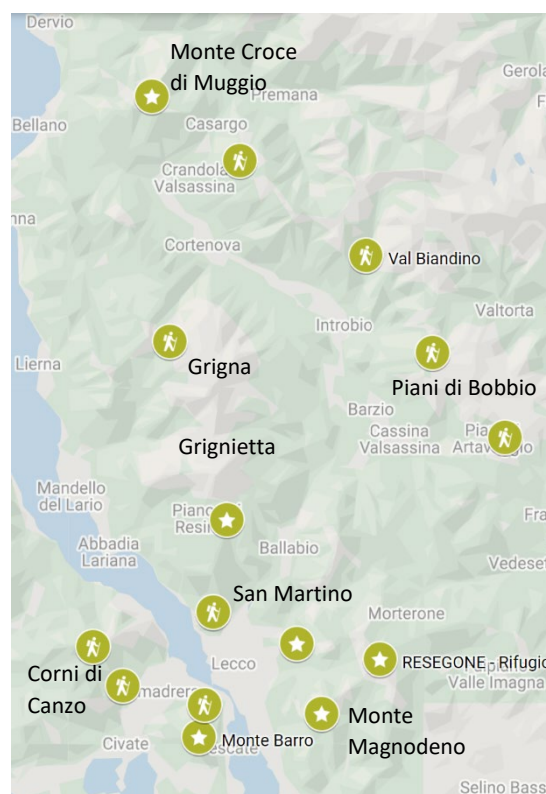 Dervio
Monte Croce
di Muggio
Gerola
Premana
Bellano
Casargo
Crandola
Valsassina
Cortenova
Val Biandino
Valtorta
Introbio
Lierna
Grigna
Piani di Bobbio
Barzio
Cassina
Valsassina
Grignietta
Mandello
del Lario
Abbadia
Lariana
Ballabio
San Martino
Morterone
Lecco
RESEGONE - Rifugio
Valle Imagna
Corni di
Canzo
Monte
Magnodeno
Civate
Monte Barro
Selino Bass